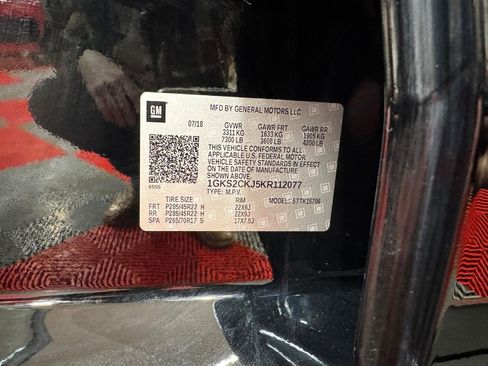 GM
MFD BY GENERAL MOTORS LLC
07/18 GVWR GAWR FRT GAWR RR
3311 KG 1633 KG 1905 KG
7300 LB 3600 LB 4200 LB
THIS VEHICLE CONFORMS TO ALL
APPLICABLE U.S. FEDERAL MOTOR
VEHICLE SAFETY STANDARDS IN EFFECT
ON THE DATE OF MANUFACTURE
SHOWN ABOVE.
1GKS2CKJ5KR112077
TYPE: M.P.V.
TIRE SIZE RIM MODEL:
FRT P285/45R22 H 22X9J
RR P285/45R22 H 22X9J
SPA P265/70R17 S 17X7.5J